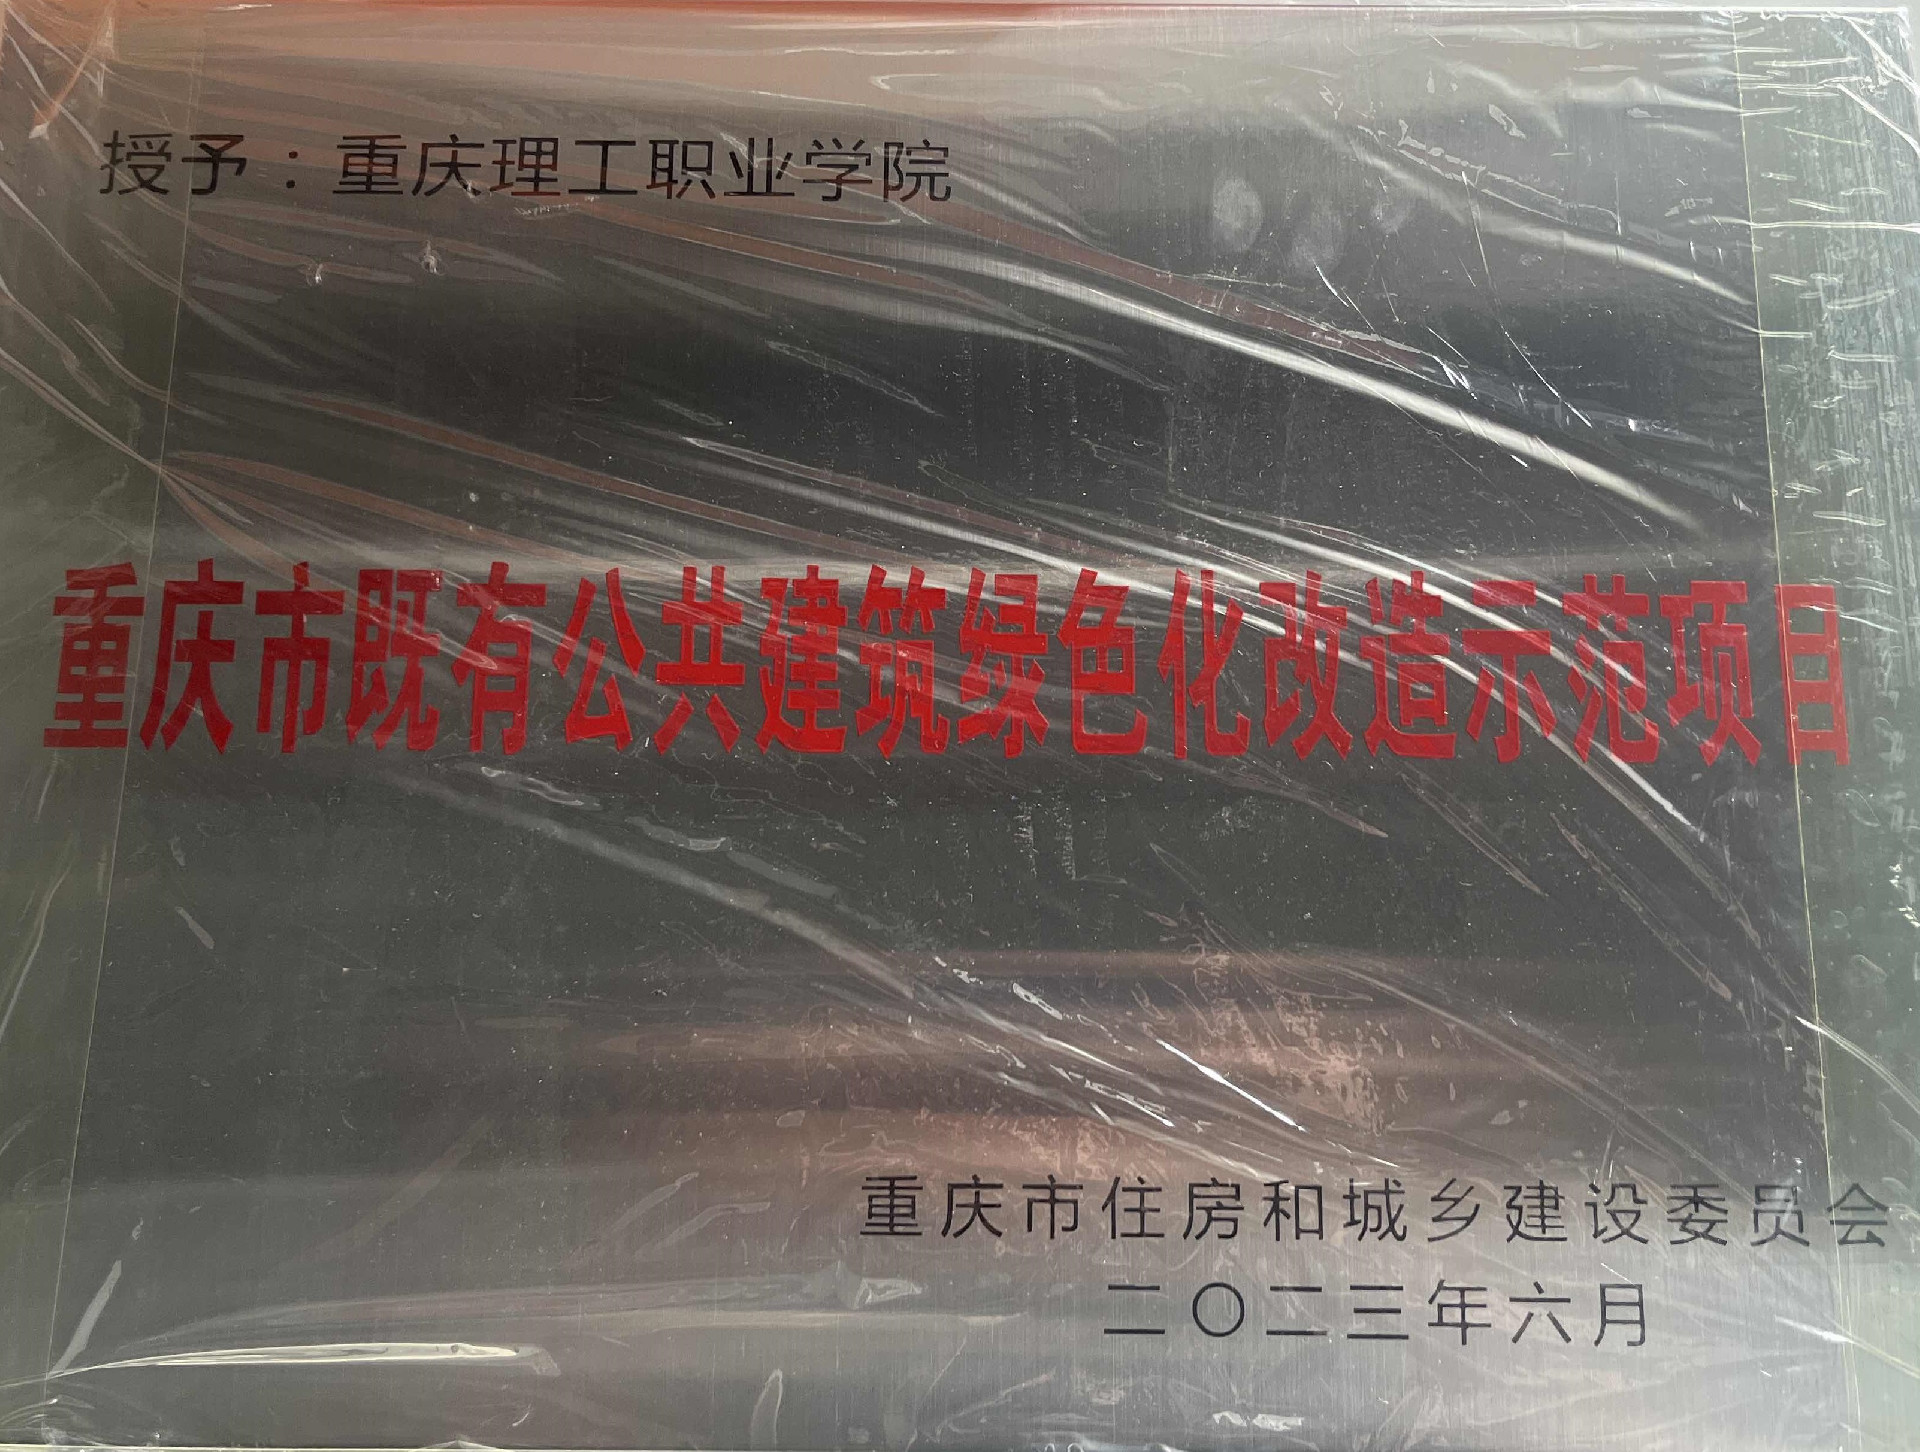 授予：重庆理工职业学院
重庆市既有公共建筑绿色化改造示范项目
重庆市住房和城乡建设委员会
二〇二三年六月